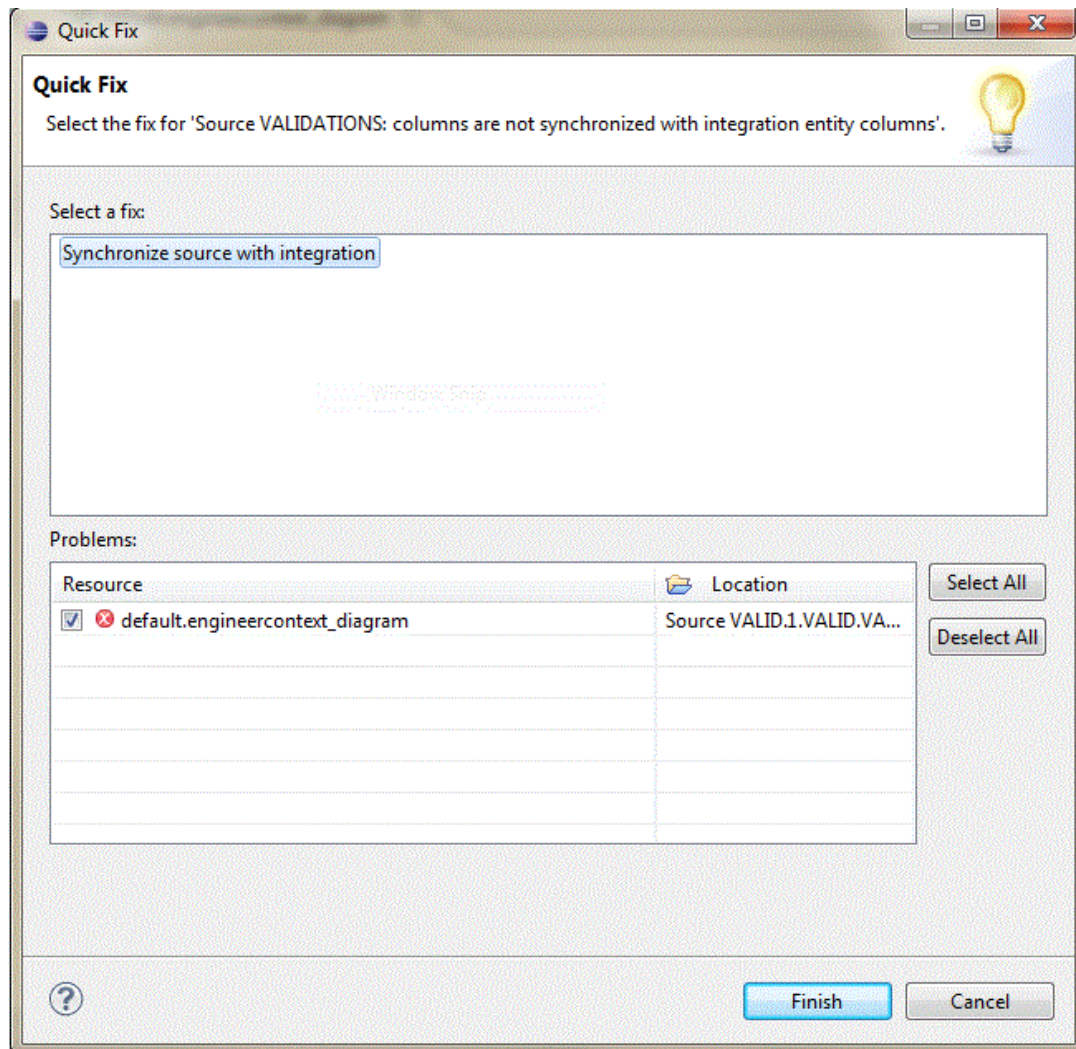 Quick Fix
Quick Fix
Select the fix for 'Source VALIDATIONS: columns are not synchronized with integration entity columns'.
Select a fix:
Synchronize source with integration
Window Snip
Problems:
Resource Location
Select All
default.engineercontext_diagram Source VALID.1.VALID.VA...
Deselect All
Finish Cancel